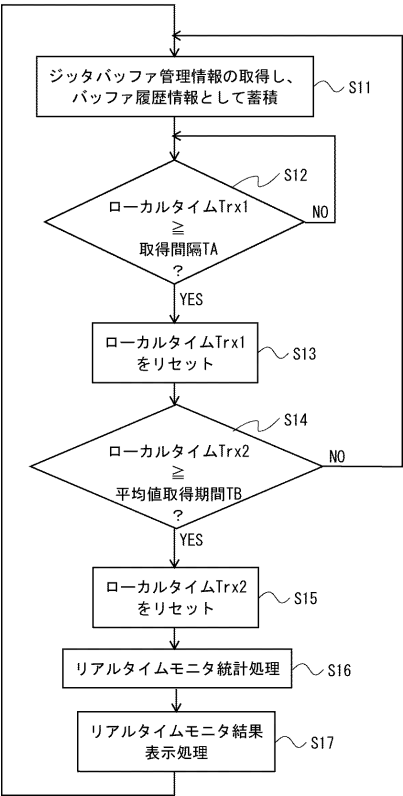 ジッタバッファ管理情報の取得し、
バッファ履歴情報として蓄積
S11
S12
ローカルタイムTrx1
≧
取得間隔TA
？
NO
YES
ローカルタイムTrx1
をリセット
S13
S14
ローカルタイムTrx2
≧
平均値取得期間TB
？
NO
YES
ローカルタイムTrx2
をリセット
S15
リアルタイムモニタ統計処理
S16
リアルタイムモニタ結果
表示処理
S17